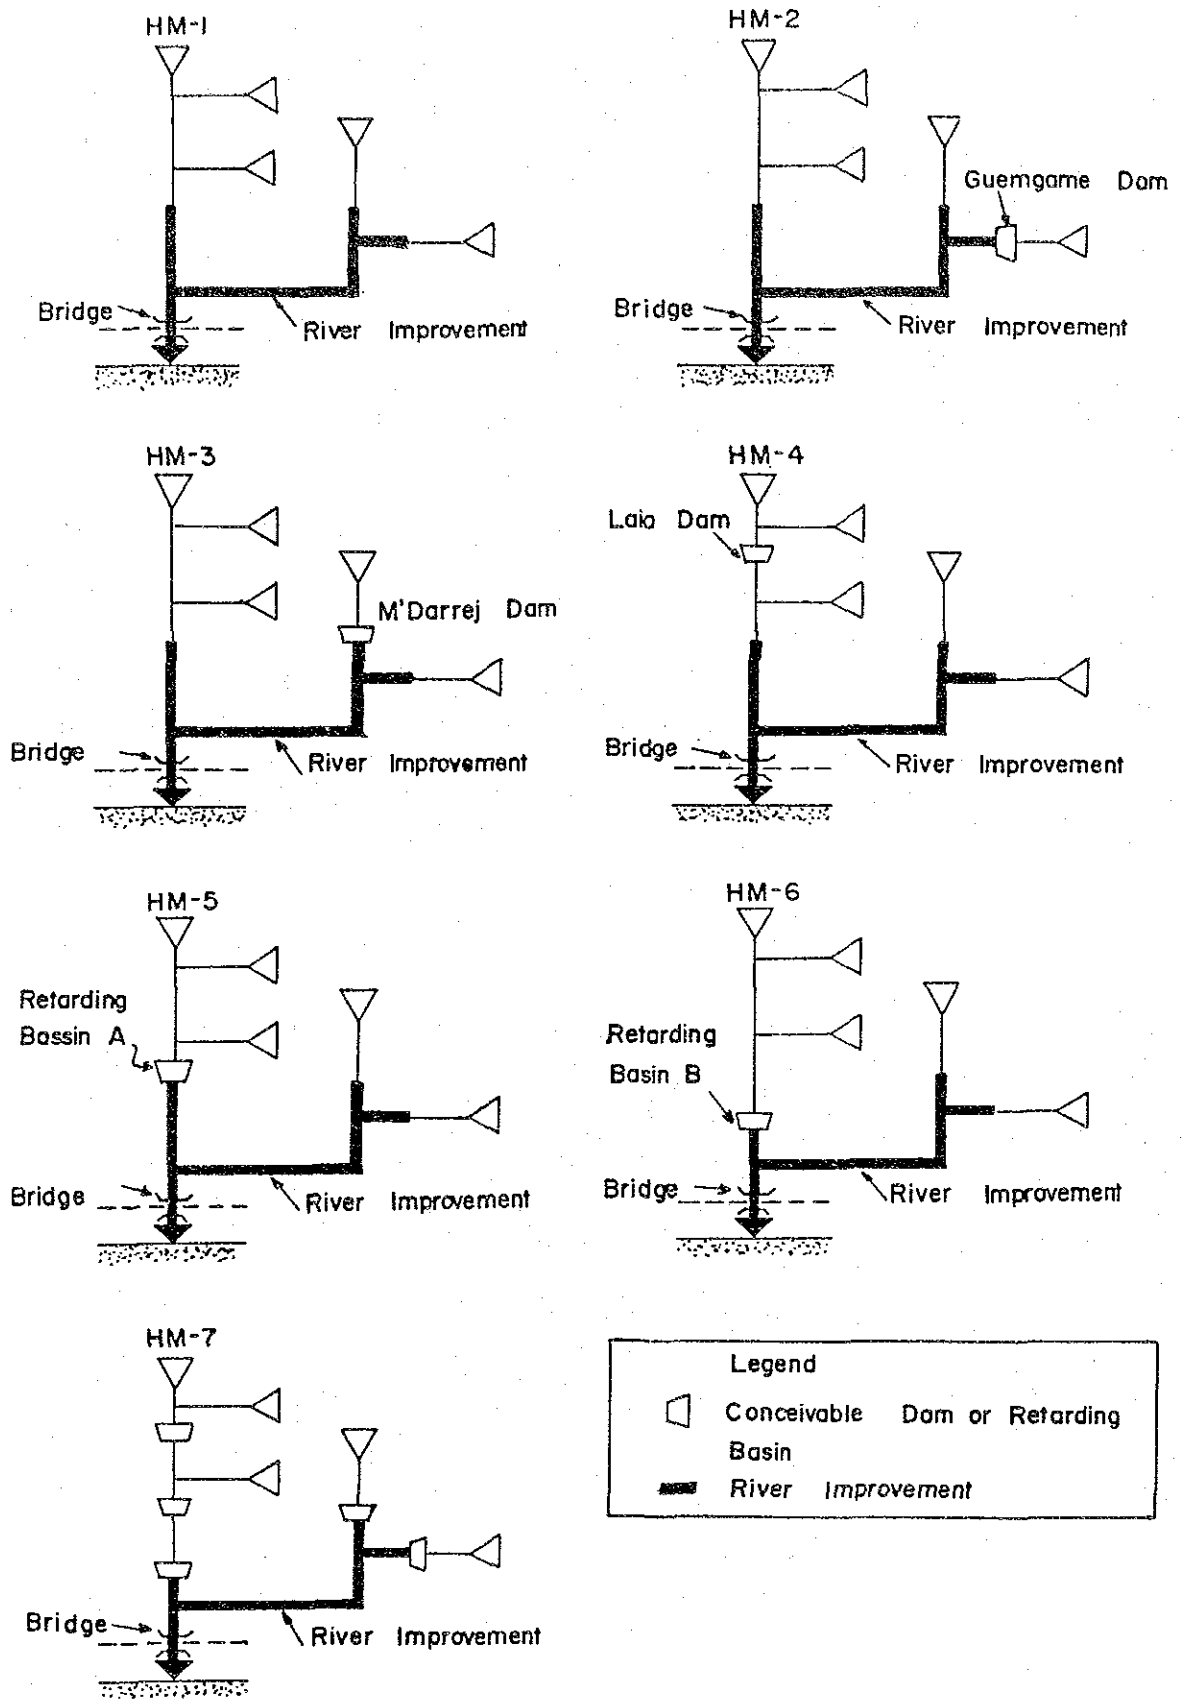 HM-1
Bridge
River Improvement
HM-2
Guemgame Dam
Bridge
River Improvement
HM-3
M'Darrej Dam
Bridge
River Improvement
HM-4
Laio Dam
Bridge
River Improvement
HM-5
Retarding
Bassin A
Bridge
River Improvement
HM-6
Retarding
Basin B
Bridge
River Improvement
HM-7
Bridge
River Improvement
Legend
Conceivable Dam or Retarding
Basin
River Improvement